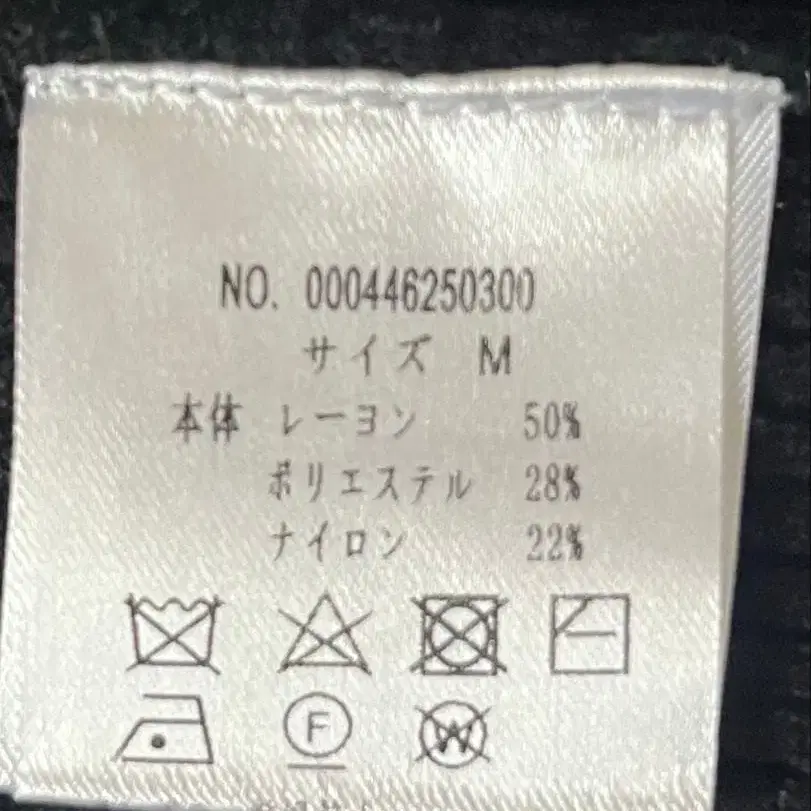 NO. 000446250300
サイズ M
本体 レーヨン 50%
ポリエステル 28%
ナイロン 22%
F
W